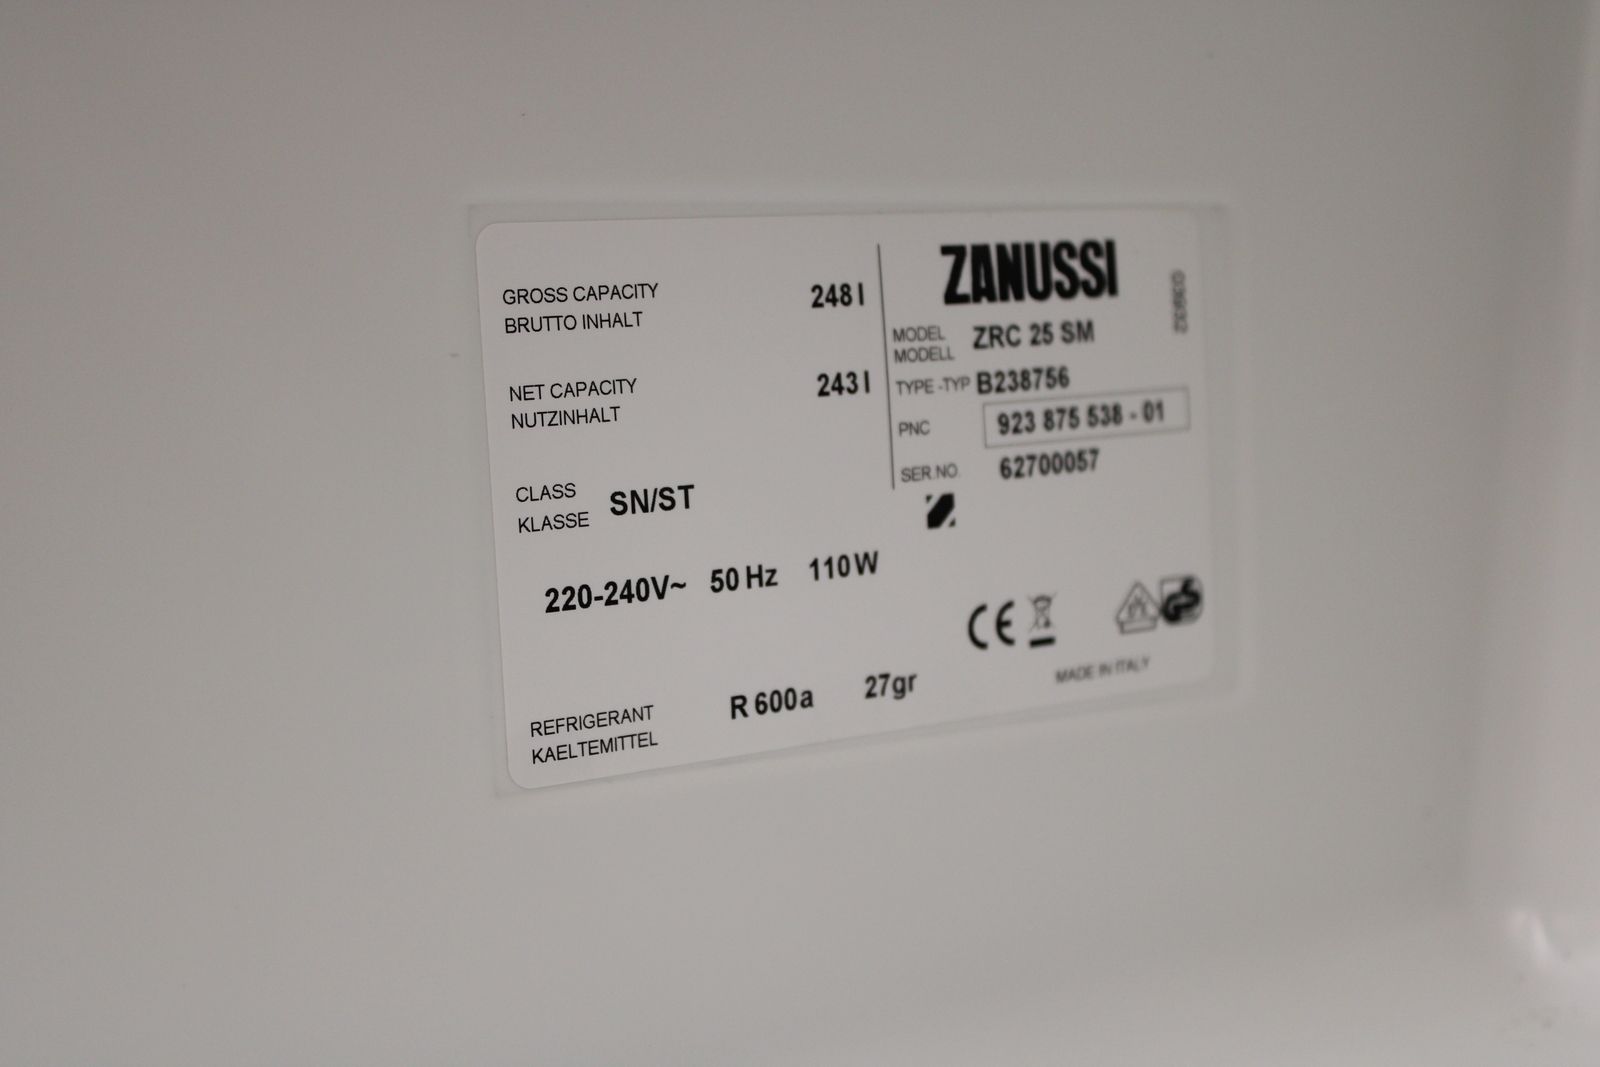 GROSS CAPACITY
BRUTTO INHALT
248 l
NET CAPACITY
NUTZINHALT
243 l
CLASS
KLASSE
SN/ST
220-240V~ 50 Hz 110 W
REFRIGERANT
KAELTEMITTEL
R 600a 27gr
ZANUSSI
MODEL
MODELL
ZRC 25 SM
TYPE -TYP B238756
PNC 923 875 538 - 01
SER.NO. 62700057
CE
MADE IN ITALY